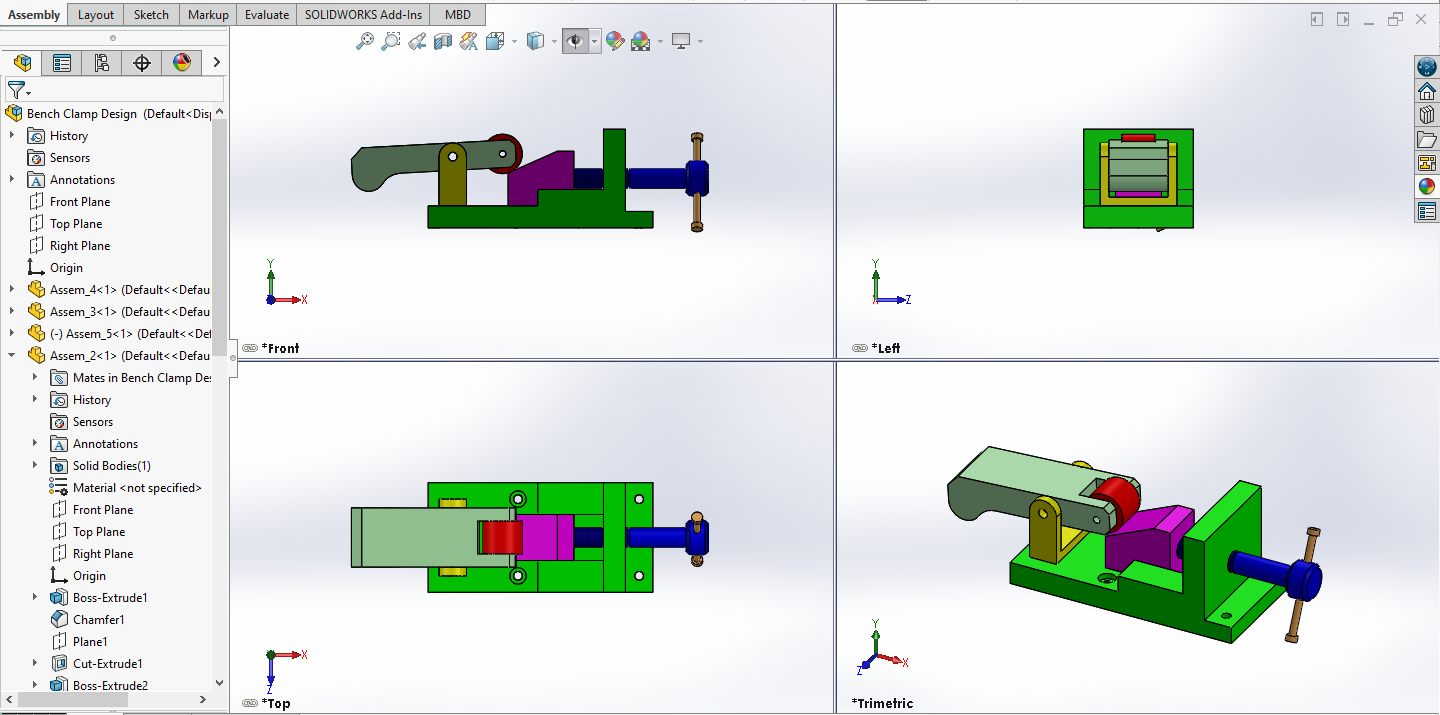 Assembly Layout Sketch Markup Evaluate SOLIDWORKS Add-Ins MBD
Bench Clamp Design (Default<Dis
History
Sensors
Annotations
Front Plane
Top Plane
Right Plane
Origin
Assem_4<1> (Default<<Defau
Assem_3<1> (Default<<Defau
(-) Assem_5<1> (Default<<Def
Assem_2<1> (Default<<Defau
Mates in Bench Clamp Des
History
Sensors
Annotations
Solid Bodies(1)
Material <not specified>
Front Plane
Top Plane
Right Plane
Origin
Boss-Extrude1
Chamfer1
Plane1
Cut-Extrude1
Boss-Extrude2
Y
X
*Front
Y
X
Z
*Left
X
Z
*Top
Y
X
Z
*Trimetric